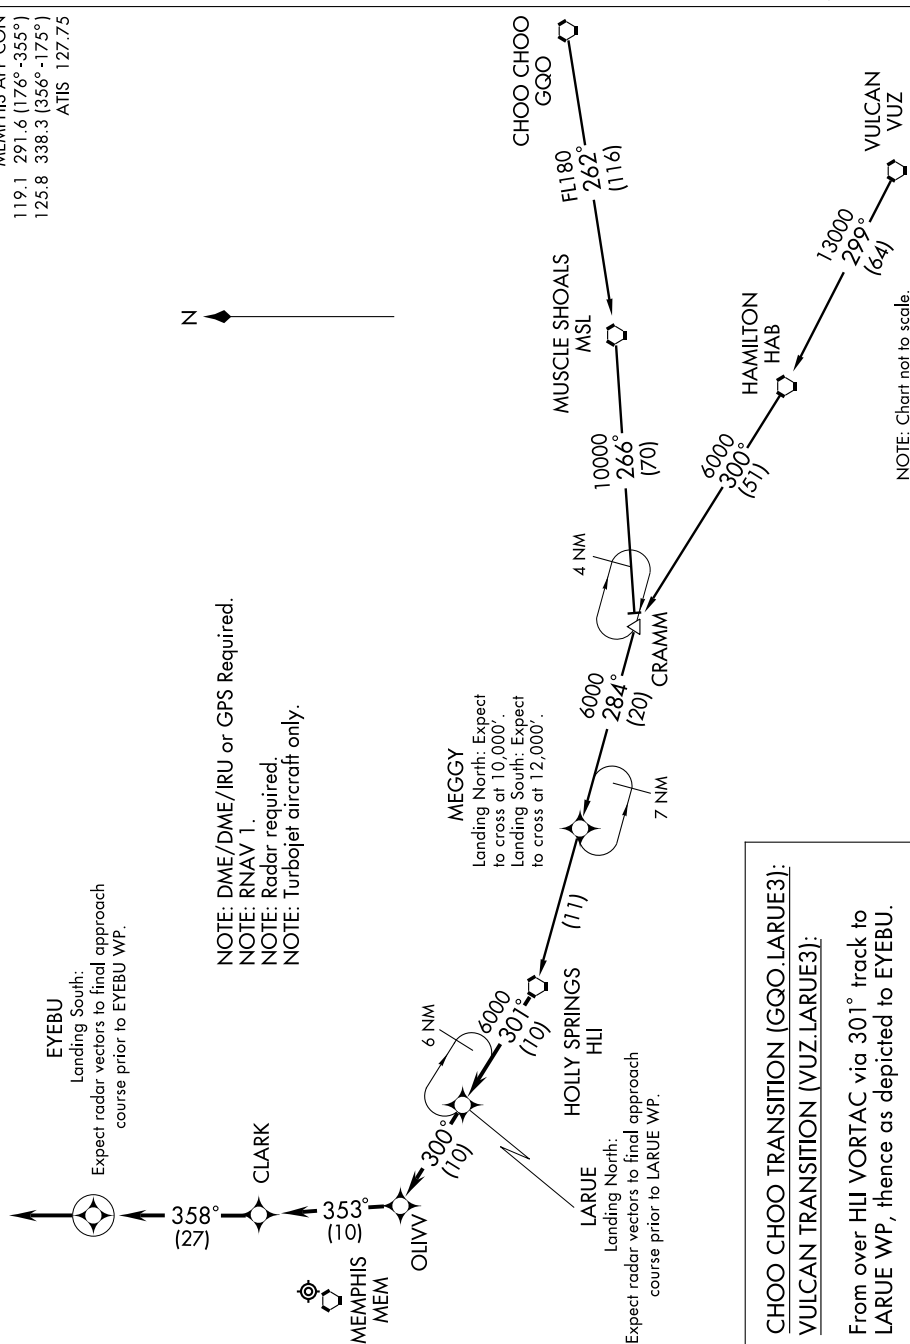 MEMPHIS APP CON
119.1 291.6 (176°-355°)
125.8 338.3 (356°-175°)
ATIS 127.75
CHOO CHOO
GQO
FL180
262°
(116)
VULCAN
VUZ
13000
299°
(64)
N
MUSCLE SHOALS
MSL
HAMILTON
HAB
NOTE: Chart not to scale.
10000
266°
(70)
6000
300°
(51)
4 NM
CRAMM
6000
284°
(20)
NOTE: DME/DME/IRU or GPS Required.
NOTE: RNAV 1.
NOTE: Radar required.
NOTE: Turbojet aircraft only.
MEGGY
Landing North: Expect
to cross at 10,000'.
Landing South: Expect
to cross at 12,000'.
7 NM
(11)
HOLLY SPRINGS
HLI
6000
301°
(10)
6 NM
EYEBU
Landing South:
Expect radar vectors to final approach
course prior to EYEBU WP.
LARUE
Landing North:
Expect radar vectors to final approach
course prior to LARUE WP.
300°
(10)
OLIVV
353°
(10)
CLARK
358°
(27)
MEMPHIS
MEM
CHOO CHOO TRANSITION (GQO.LARUE3):
VULCAN TRANSITION (VUZ.LARUE3):
From over HLI VORTAC via 301° track to
LARUE WP, thence as depicted to EYEBU.